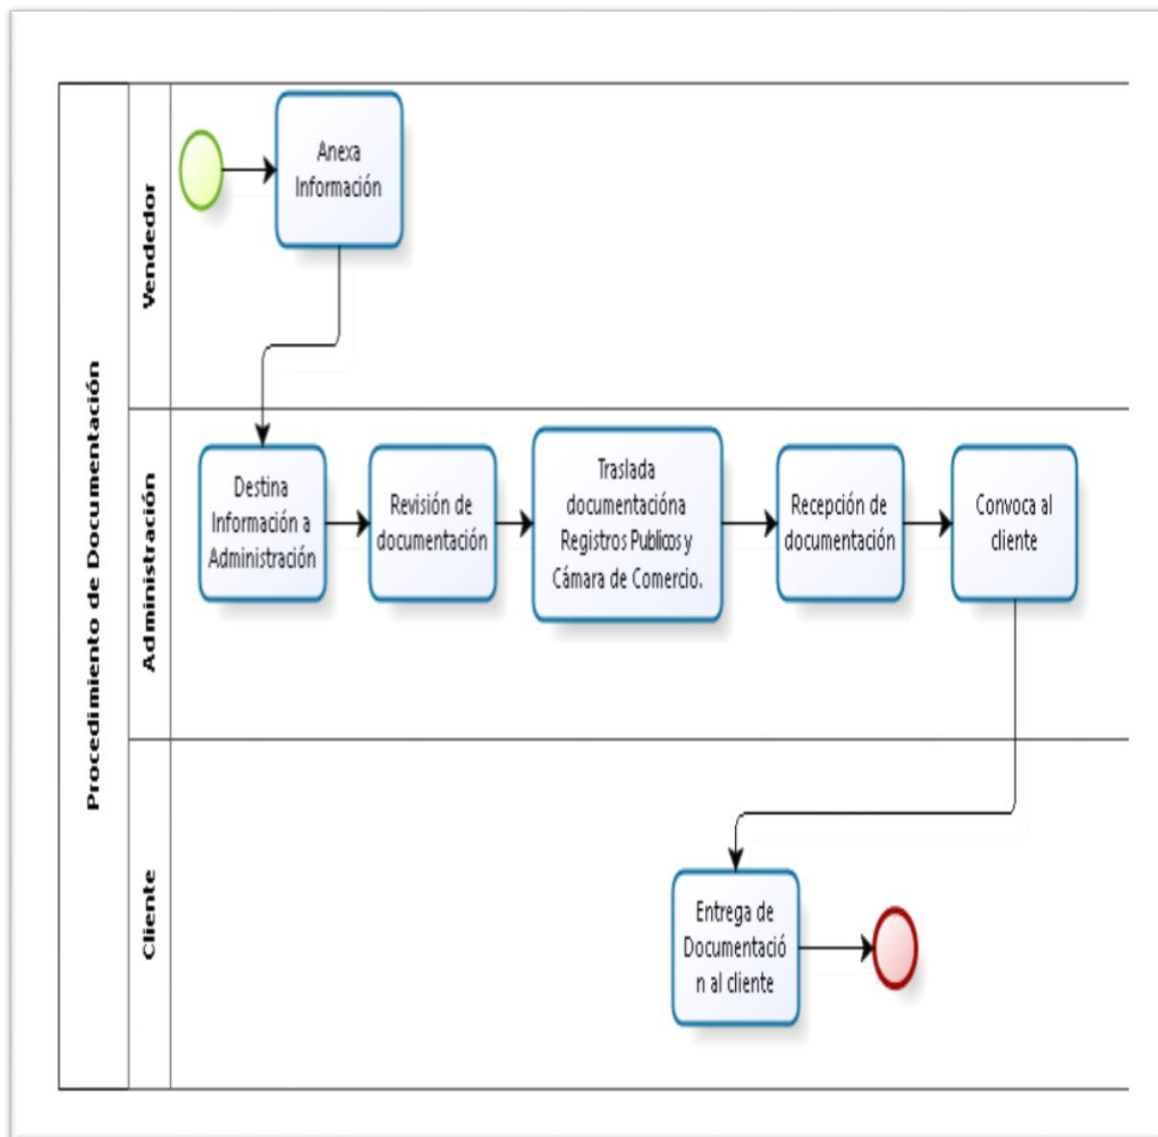 Procedimiento de Documentación
Vendedor
Anexa
Información
Administración
Destina
Información a
Administración
Revisión de
documentación
Traslada
documentacióna
Registros Publicos y
Cámara de Comercio.
Recepción de
documentación
Convoca al
cliente
Cliente
Entrega de
Documentació
n al cliente